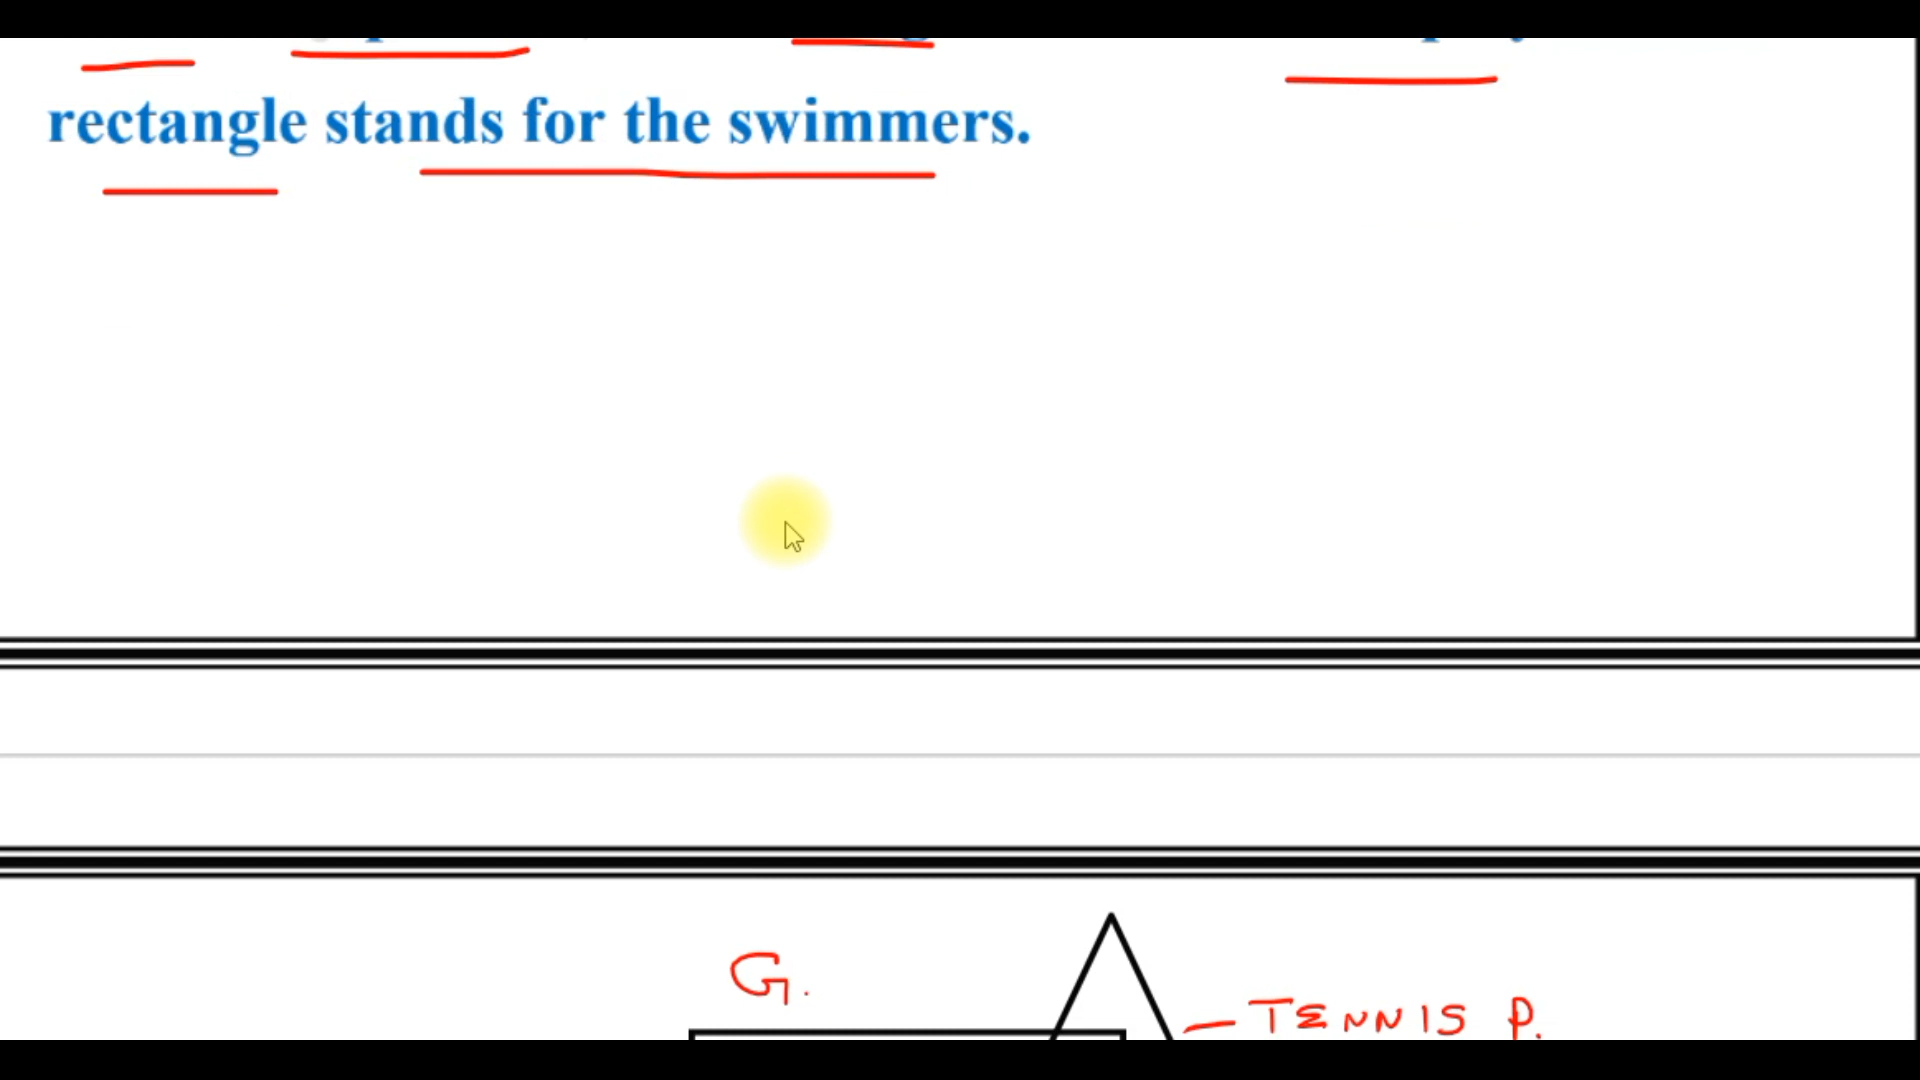 rectangle stands for the swimmers.
G.
TENNIS P.